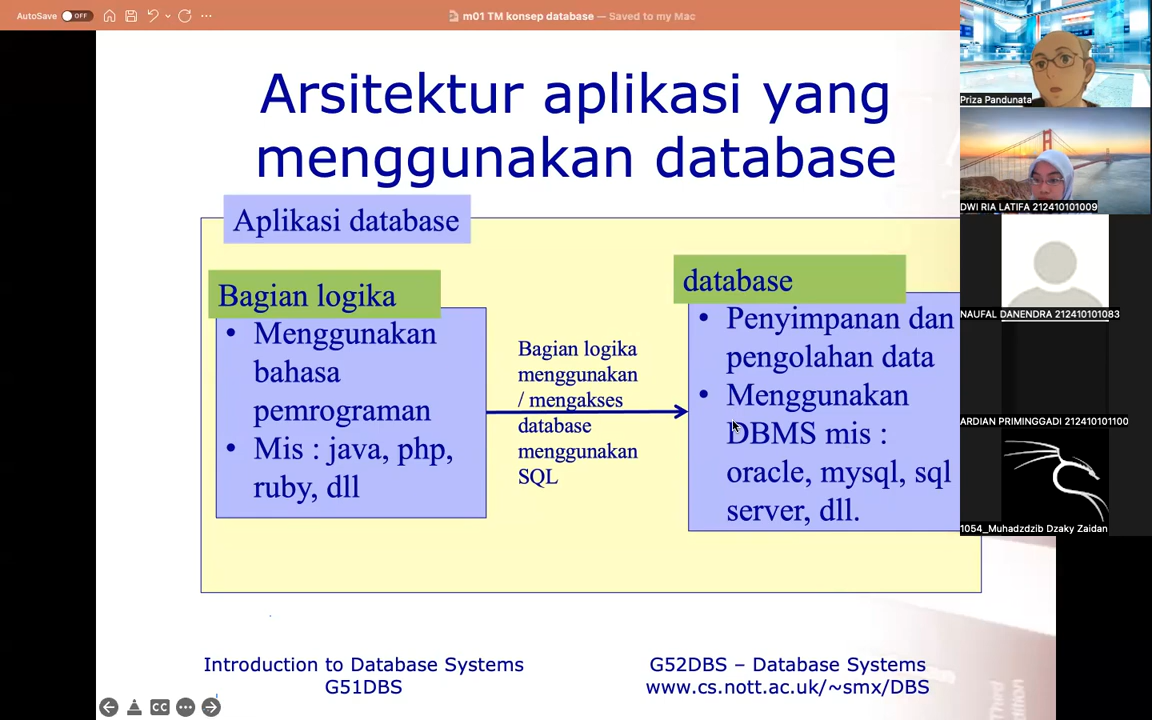 AutoSave OFF
m01 TM konsep database — Saved to my Mac
Arsitektur aplikasi yang
menggunakan database
Aplikasi database
Bagian logika
• Menggunakan
bahasa
pemrograman
• Mis : java, php,
ruby, dll
Bagian logika
menggunakan
/ mengakses
database
menggunakan
SQL
database
• Penyimpanan dan
pengolahan data
• Menggunakan
DBMS mis :
oracle, mysql, sql
server, dll.
Introduction to Database Systems
G51DBS
G52DBS – Database Systems
www.cs.nott.ac.uk/~smx/DBS
CC
Priza Pandunata
DWI RIA LATIFA 212410101009
NAUFAL DANENDRA 212410101083
ARDIAN PRIMINGGADI 212410101100
1054_Muhadzdzib Dzaky Zaidan